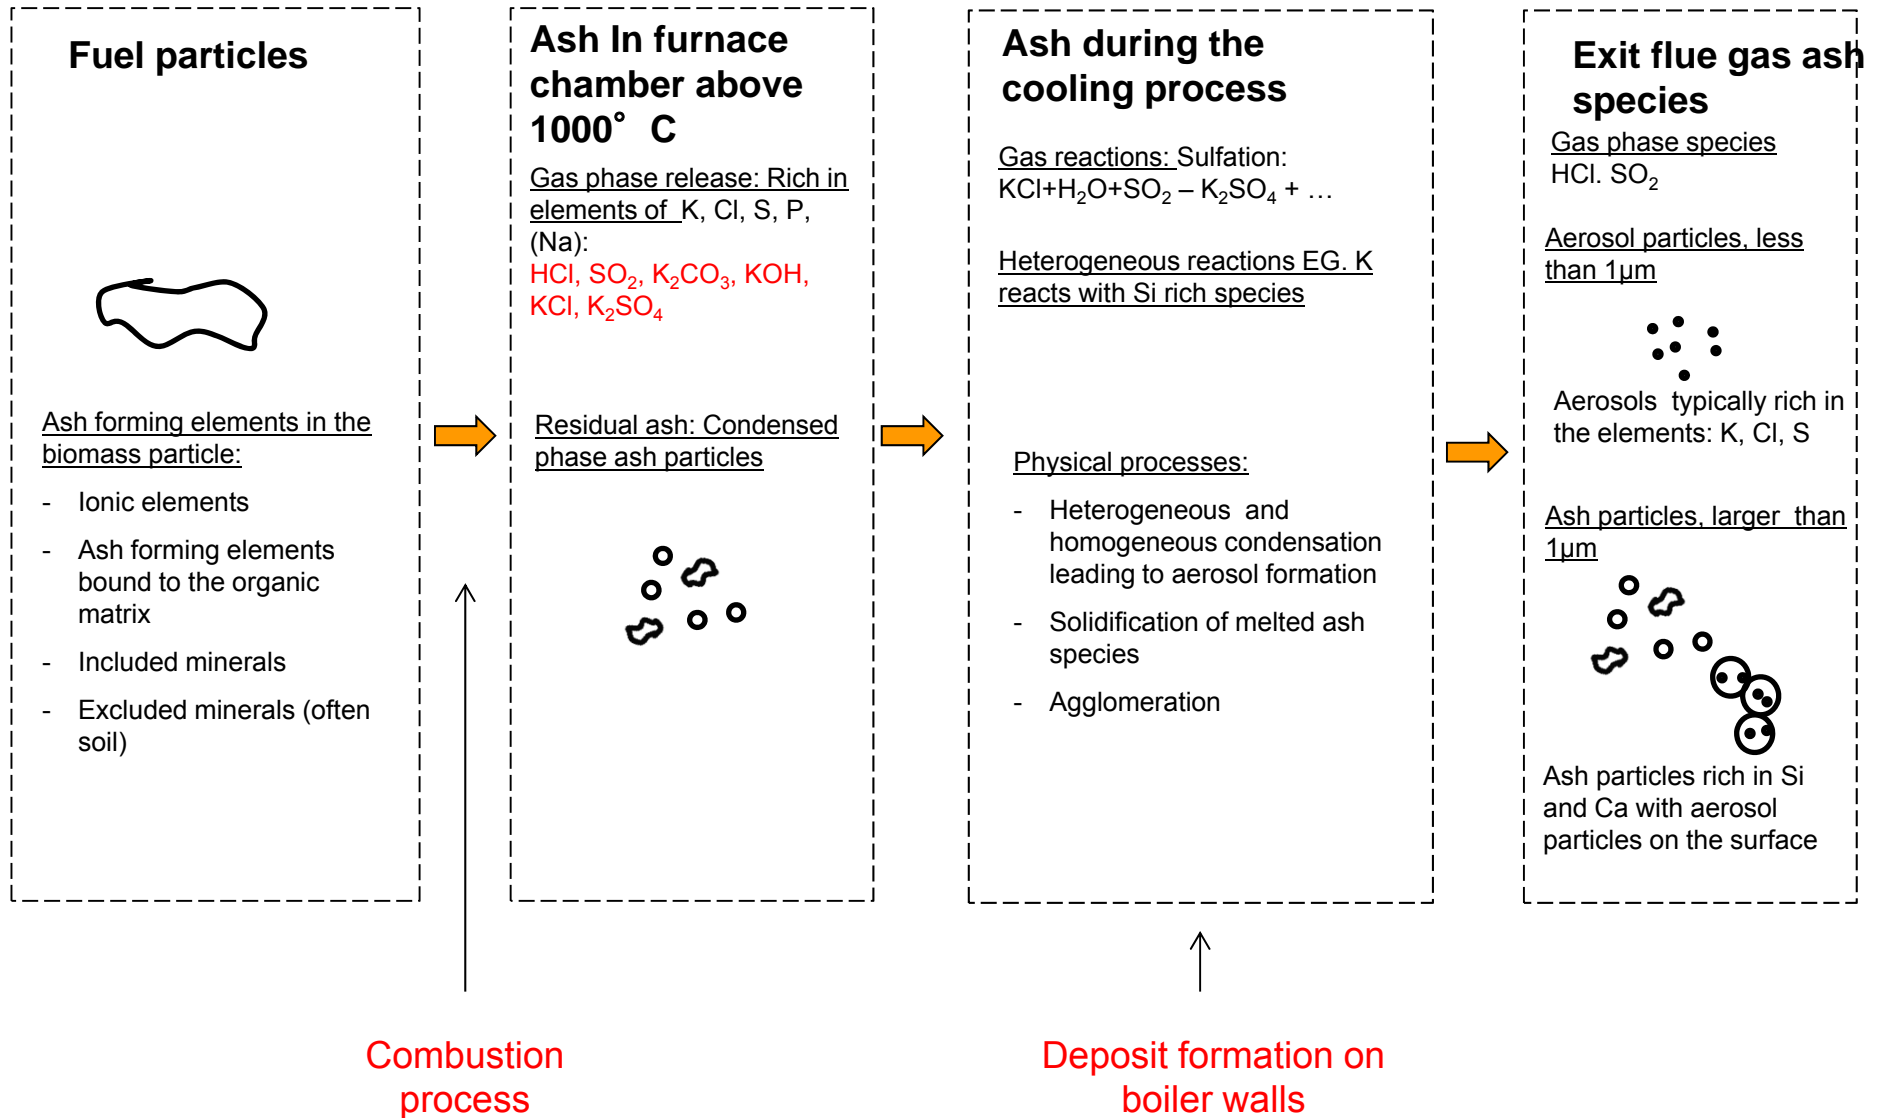 Fuel particles
Ash forming elements in the
biomass particle:
- Ionic elements
- Ash forming elements
bound to the organic
matrix
- Included minerals
- Excluded minerals (often
soil)
Ash In furnace
chamber above
1000° C
Gas phase release: Rich in
elements of K, Cl, S, P,
(Na):
HCl, SO₂, K₂CO₃, KOH,
KCl, K₂SO₄
Residual ash: Condensed
phase ash particles
Ash during the
cooling process
Gas reactions: Sulfation:
KCl+H₂O+SO₂ – K₂SO₄ + …
Heterogeneous reactions EG. K
reacts with Si rich species
Physical processes:
- Heterogeneous and
homogeneous condensation
leading to aerosol formation
- Solidification of melted ash
species
- Agglomeration
Exit flue gas ash
species
Gas phase species
HCl. SO₂
Aerosol particles, less
than 1µm
Aerosols typically rich in
the elements: K, Cl, S
Ash particles, larger than
1µm
Ash particles rich in Si
and Ca with aerosol
particles on the surface
Combustion
process
Deposit formation on
boiler walls